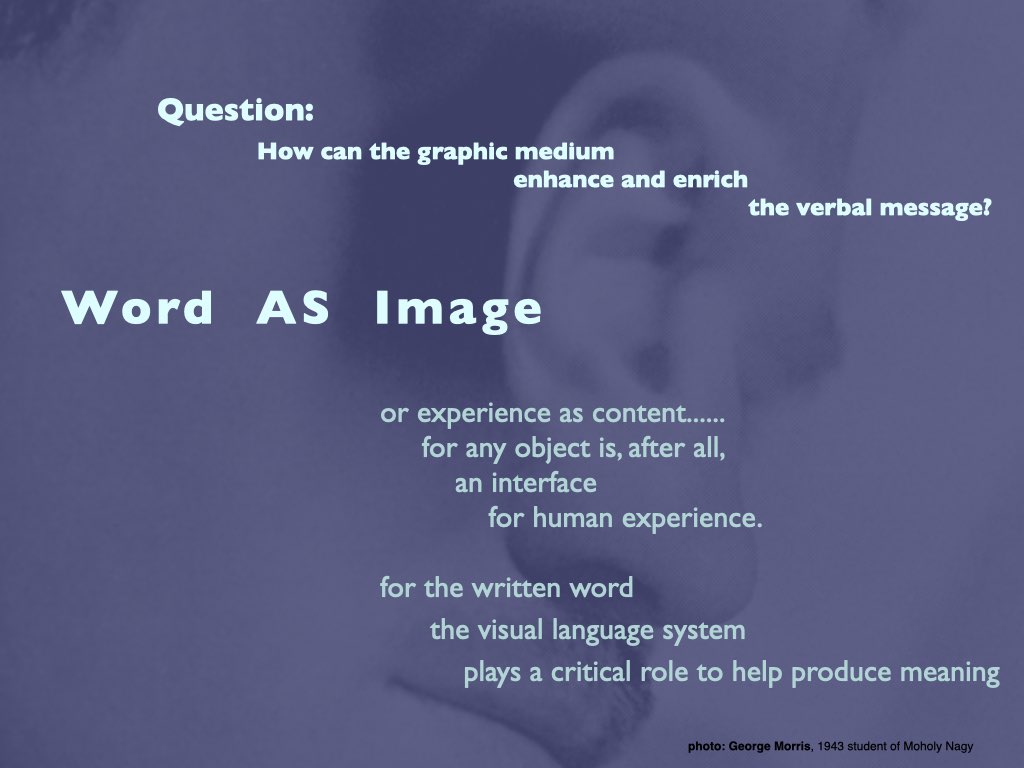 Question:
How can the graphic medium
enhance and enrich
the verbal message?
Word AS Image
or experience as content......
for any object is, after all,
an interface
for human experience.
for the written word
the visual language system
plays a critical role to help produce meaning
photo: George Morris, 1943 student of Moholy Nagy